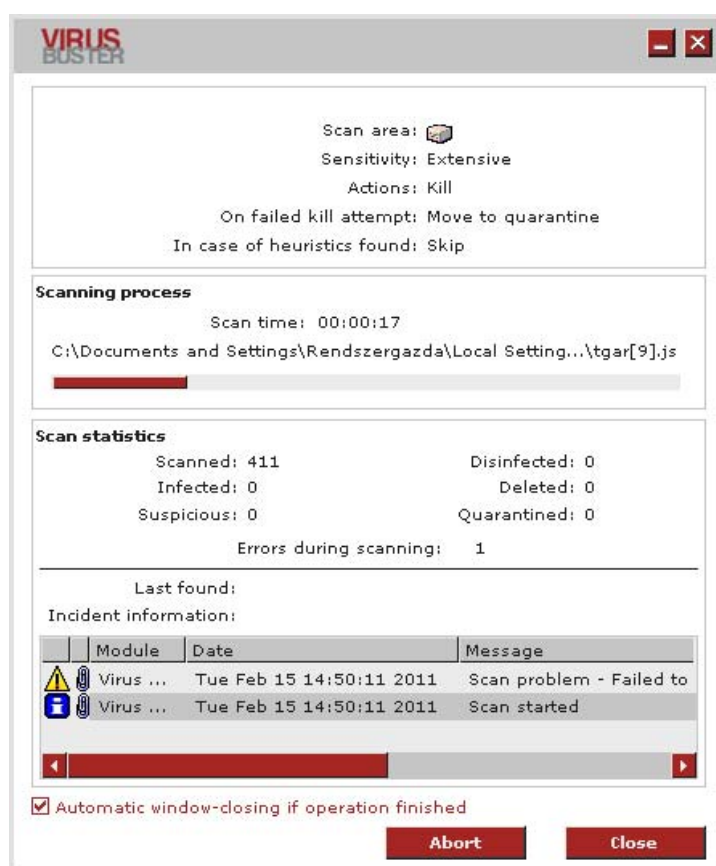 VIRUS
BUSTER
Scan area:
Sensitivity: Extensive
Actions: Kill
On failed kill attempt: Move to quarantine
In case of heuristics found: Skip
Scanning process
Scan time: 00:00:17
C:\Documents and Settings\Rendszergazda\Local Setting...\tgar[9].js
Scan statistics
Scanned: 411 Disinfected: 0
Infected: 0 Deleted: 0
Suspicious: 0 Quarantined: 0
Errors during scanning: 1
Last found:
Incident information:
Module Date Message
Virus ... Tue Feb 15 14:50:11 2011 Scan problem - Failed to
Virus ... Tue Feb 15 14:50:11 2011 Scan started
Automatic window-closing if operation finished
Abort Close